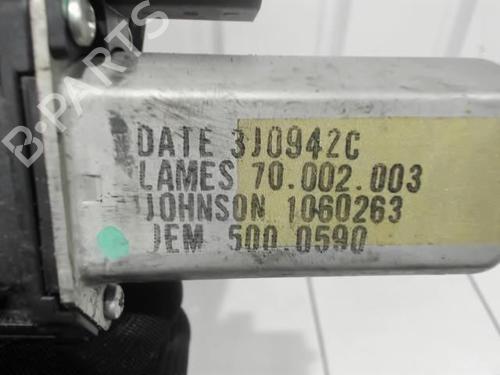 B-PARTS
DATE 3J0942C
LAMES 70.002.003
JOHNSON 1060263
JEM 500 0590